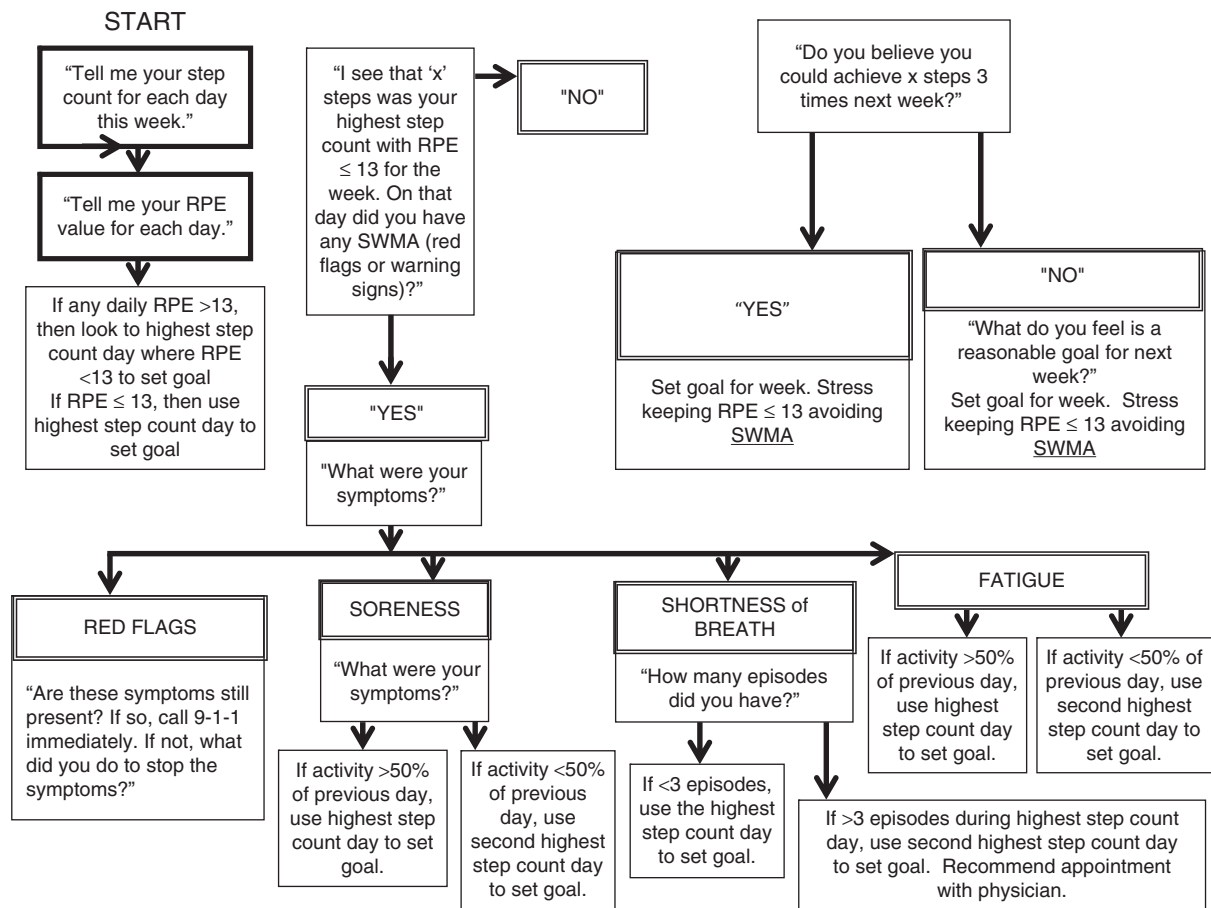 START
“Tell me your step
count for each day
this week.”
“Tell me your RPE
value for each day.”
If any daily RPE >13,
then look to highest step
count day where RPE
<13 to set goal
If RPE ≤ 13, then use
highest step count day to
set goal
“I see that ‘x’
steps was your
highest step
count with RPE
≤ 13 for the
week. On that
day did you have
any SWMA (red
flags or warning
signs)?”
"NO"
"YES"
"What were your
symptoms?”
“Do you believe you
could achieve x steps 3
times next week?”
“YES”
Set goal for week. Stress
keeping RPE ≤ 13 avoiding
SWMA
"NO"
“What do you feel is a
reasonable goal for next
week?”
Set goal for week.  Stress
keeping RPE ≤ 13 avoiding
SWMA
RED FLAGS
“Are these symptoms still
present? If so, call 9-1-1
immediately. If not, what
did you do to stop the
symptoms?”
SORENESS
“What were your
symptoms?”
If activity >50%
of previous day,
use highest step
count day to set
goal.
If activity <50%
of previous
day, use
second highest
step count day
to set goal.
SHORTNESS of
BREATH
“How many episodes
did you have?”
If <3 episodes,
use the highest
step count day
to set goal.
If >3 episodes during highest step count
day, use second highest step count day
to set goal.  Recommend appointment
with physician.
FATIGUE
If activity >50%
of previous day,
use highest
step count day
to set goal.
If activity <50% of
previous day, use
second highest
step count day to
set goal.